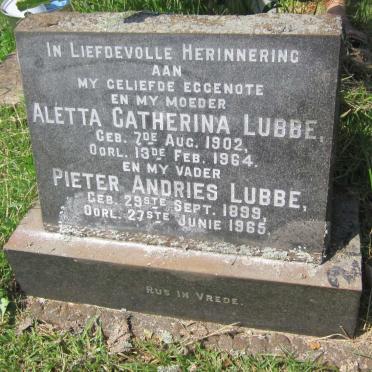 IN LIEFDEVOLLE HERINNERING
AAN
MY GELIEFDE EGGENOTE
EN MY MOEDER
ALETTA CATHERINA LUBBE,
GEB. 7DE AUG. 1902,
OORL. 13DE FEB. 1964.
EN MY VADER
PIETER ANDRIES LUBBE,
GEB. 29STE SEPT. 1899,
OORL. 27STE JUNIE 1965.
RUS IN VREDE.